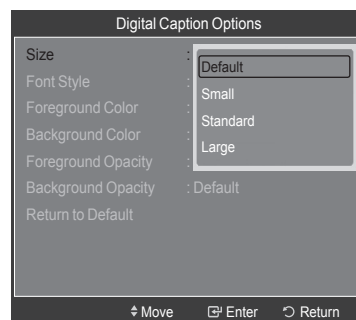 Digital Caption Options
Size : Default
Small
Font Style :
Foreground Color :
Standard
Background Color :
Large
Foreground Opacity :
Background Opacity : Default
Return to Default
Move Enter Return